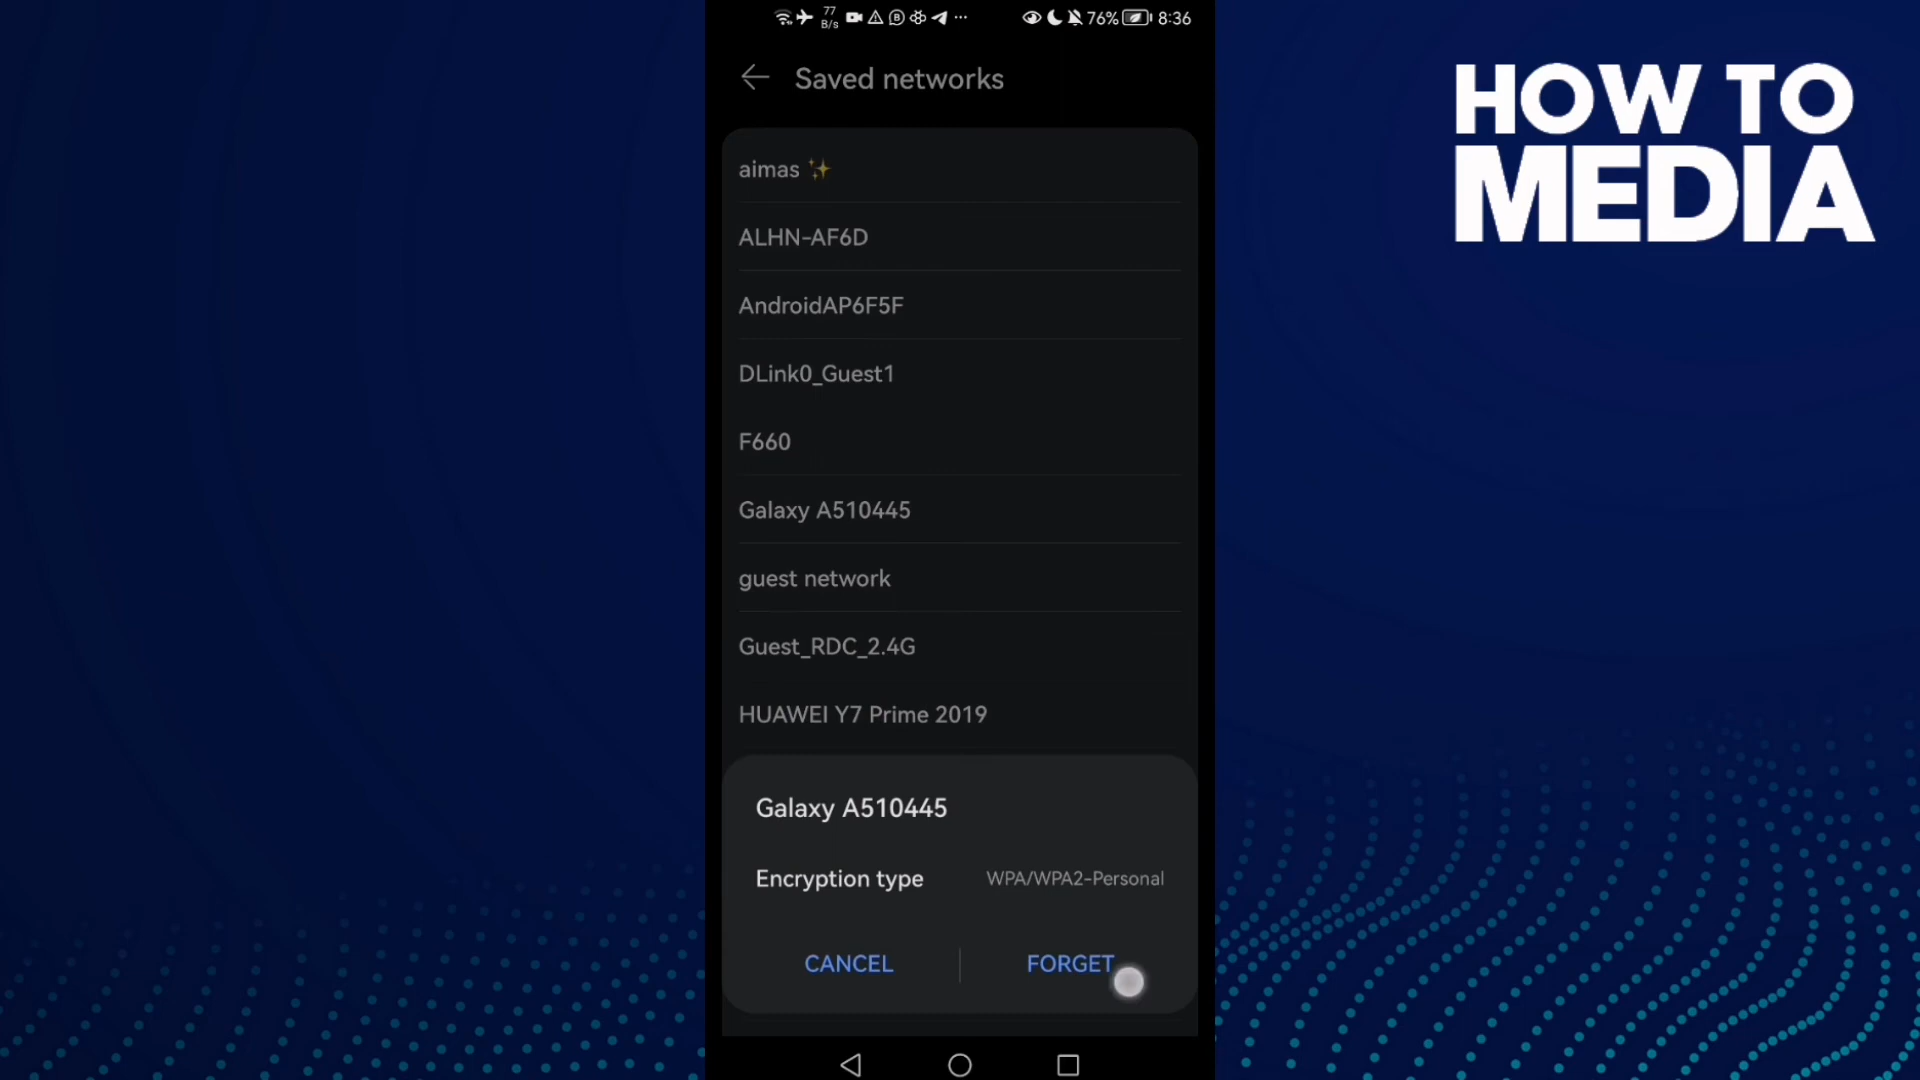 77
B/s
76%
8:36
Saved networks
aimas ✨
ALHN-AF6D
AndroidAP6F5F
DLink0_Guest1
F660
Galaxy A510445
guest network
Guest_RDC_2.4G
HUAWEI Y7 Prime 2019
Galaxy A510445
Encryption type WPA/WPA2-Personal
CANCEL FORGET
HOW TO
MEDIA